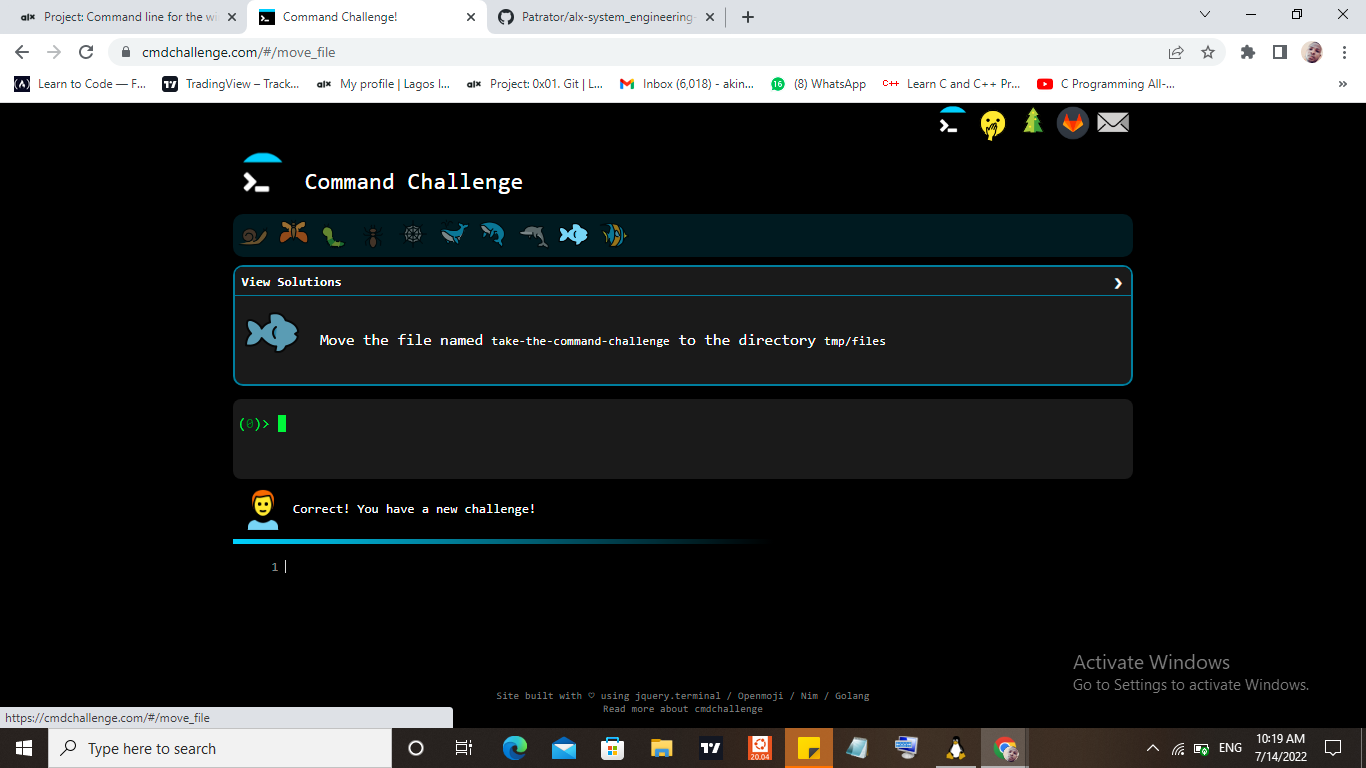 Project: Command line for the wi
Command Challenge!
Patrator/alx-system_engineering-
cmdchallenge.com/#/move_file
Learn to Code — F...
TradingView – Track...
alx My profile | Lagos I...
alx Project: 0x01. Git | L...
Inbox (6,018) - akin...
16 (8) WhatsApp
C++ Learn C and C++ Pr...
C Programming All-...
»
Command Challenge
View Solutions
Move the file named take-the-command-challenge to the directory tmp/files
(0)>
Correct! You have a new challenge!
1
Activate Windows
Go to Settings to activate Windows.
Site built with ♡ using jquery.terminal / Openmoji / Nim / Golang
Read more about cmdchallenge
https://cmdchallenge.com/#/move_file
Type here to search
20.04
ENG
10:19 AM
7/14/2022